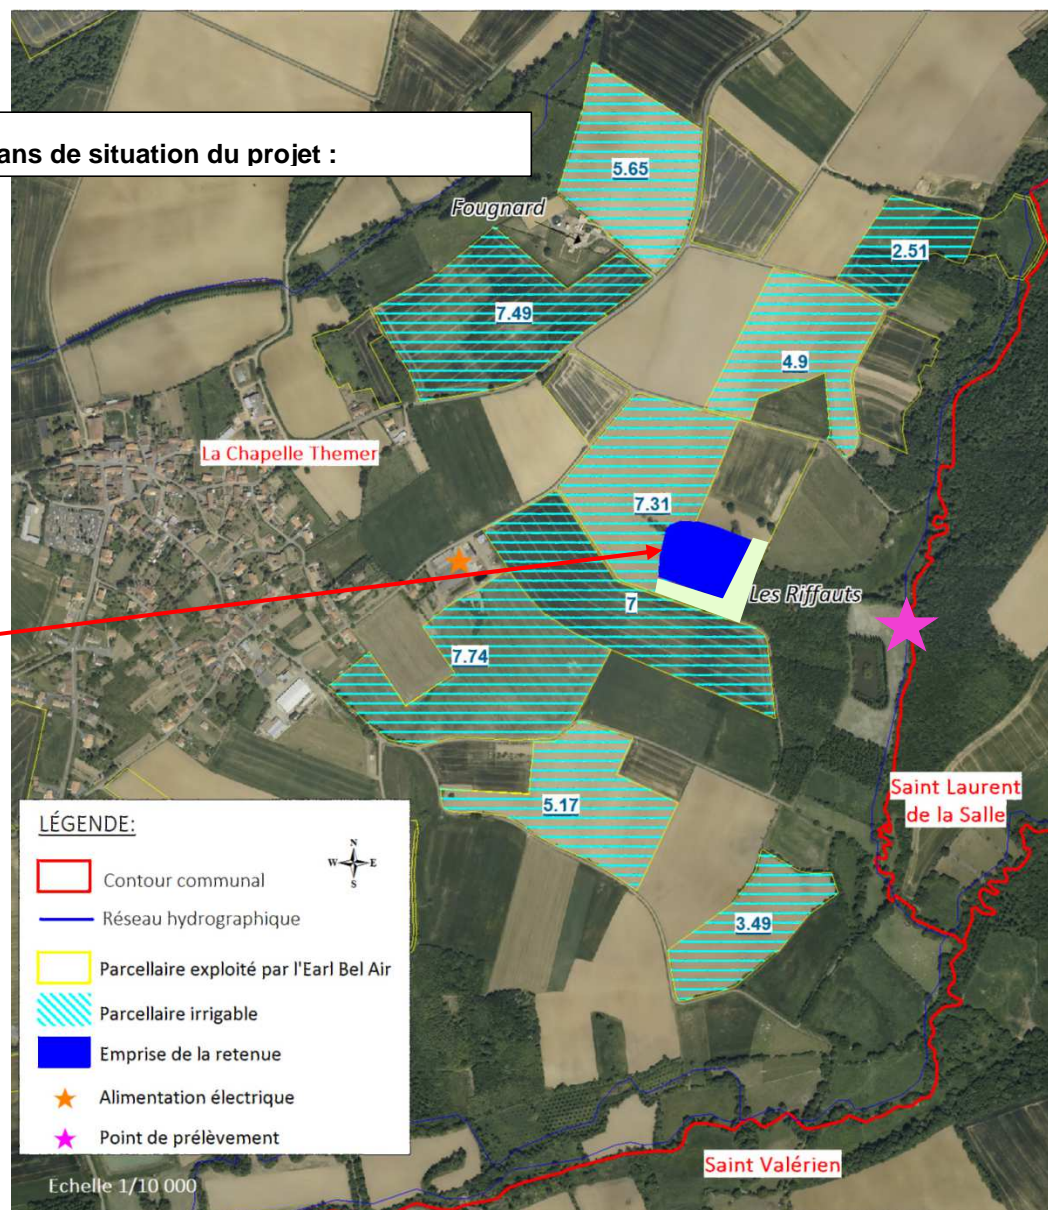 ans de situation du projet :
5.65
Fougnard
2.51
7.49
4.9
La Chapelle Themer
7.31
Les Riffauts
7
7.74
Saint Laurent
de la Salle
5.17
3.49
LÉGENDE:
N
W E
S
Contour communal
Réseau hydrographique
Parcellaire exploité par l'Earl Bel Air
Parcellaire irrigable
Emprise de la retenue
Alimentation électrique
Point de prélèvement
Saint Valérien
Echelle 1/10 000